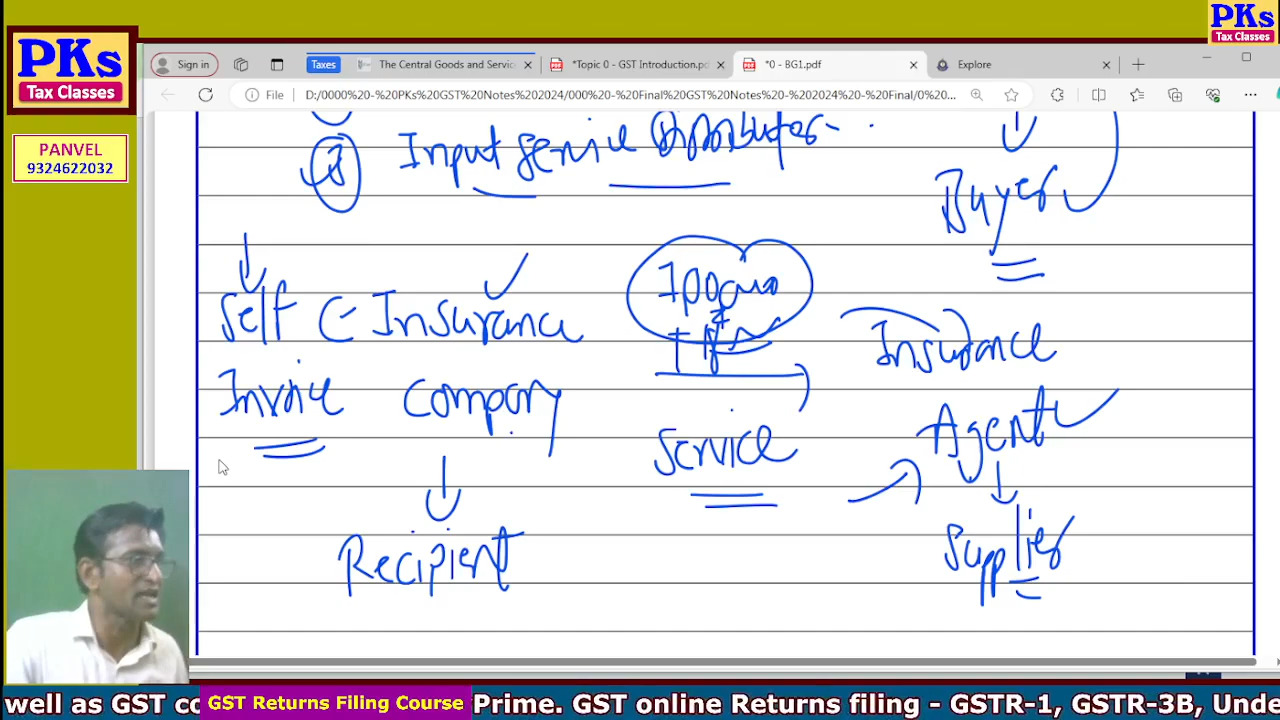 PKs
Tax Classes
PKs
Tax Classes
PANVEL
9324622032
Sign in
Taxes
The Central Goods and Servic
*Topic 0 - GST Introduction.pd
*0 - BG1.pdf
Explore
File
D:/0000%20-%20PKs%20GST%20Notes%202024/000%20-%20Final%20GST%20Notes%20-%202024%20-%20Final/0%20...
Input Service
Buyer
Self Insurance
Invoice Company
Service
Insurance
Agent
Supplier
Recipient
well as GST co
GST Returns Filing Course
Prime. GST online Returns filing - GSTR-1, GSTR-3B, Unde